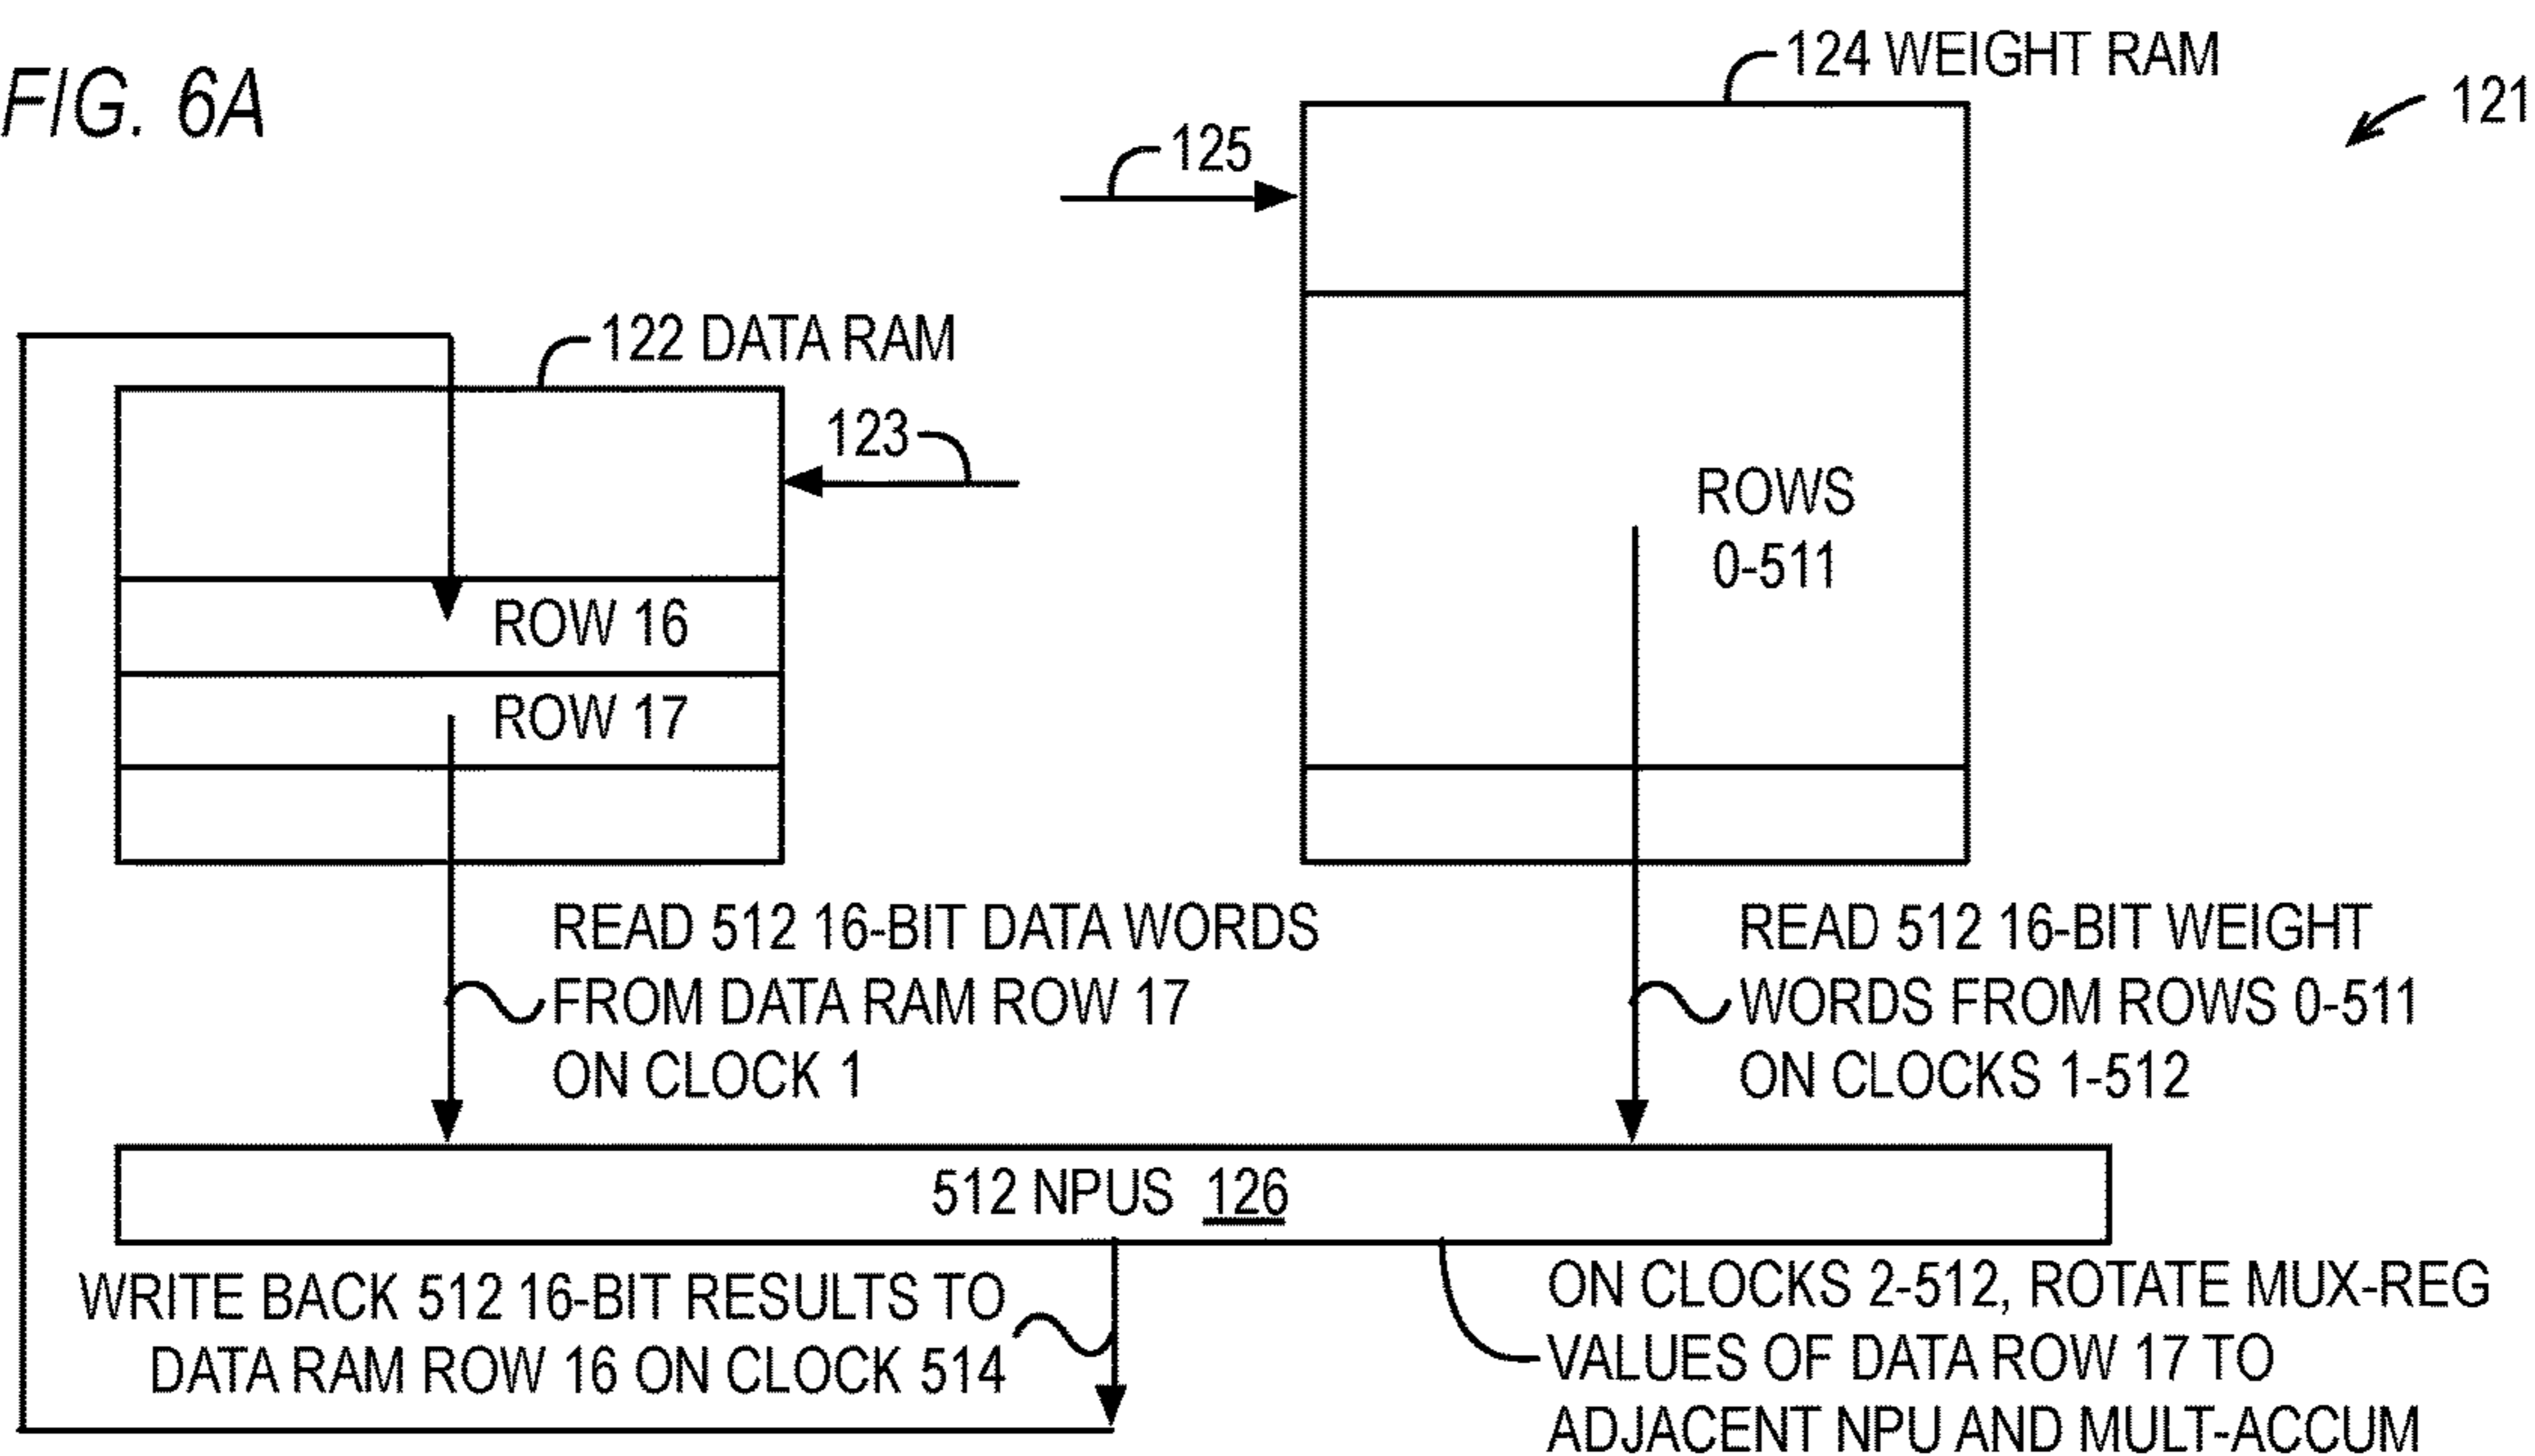 FIG. 6A
124 WEIGHT RAM
121
125
122 DATA RAM
123
ROWS
0-511
ROW 16
ROW 17
READ 512 16-BIT DATA WORDS
FROM DATA RAM ROW 17
ON CLOCK 1
READ 512 16-BIT WEIGHT
WORDS FROM ROWS 0-511
ON CLOCKS 1-512
512 NPUS 126
WRITE BACK 512 16-BIT RESULTS TO
DATA RAM ROW 16 ON CLOCK 514
ON CLOCKS 2-512, ROTATE MUX-REG
VALUES OF DATA ROW 17 TO
ADJACENT NPU AND MULT-ACCUM